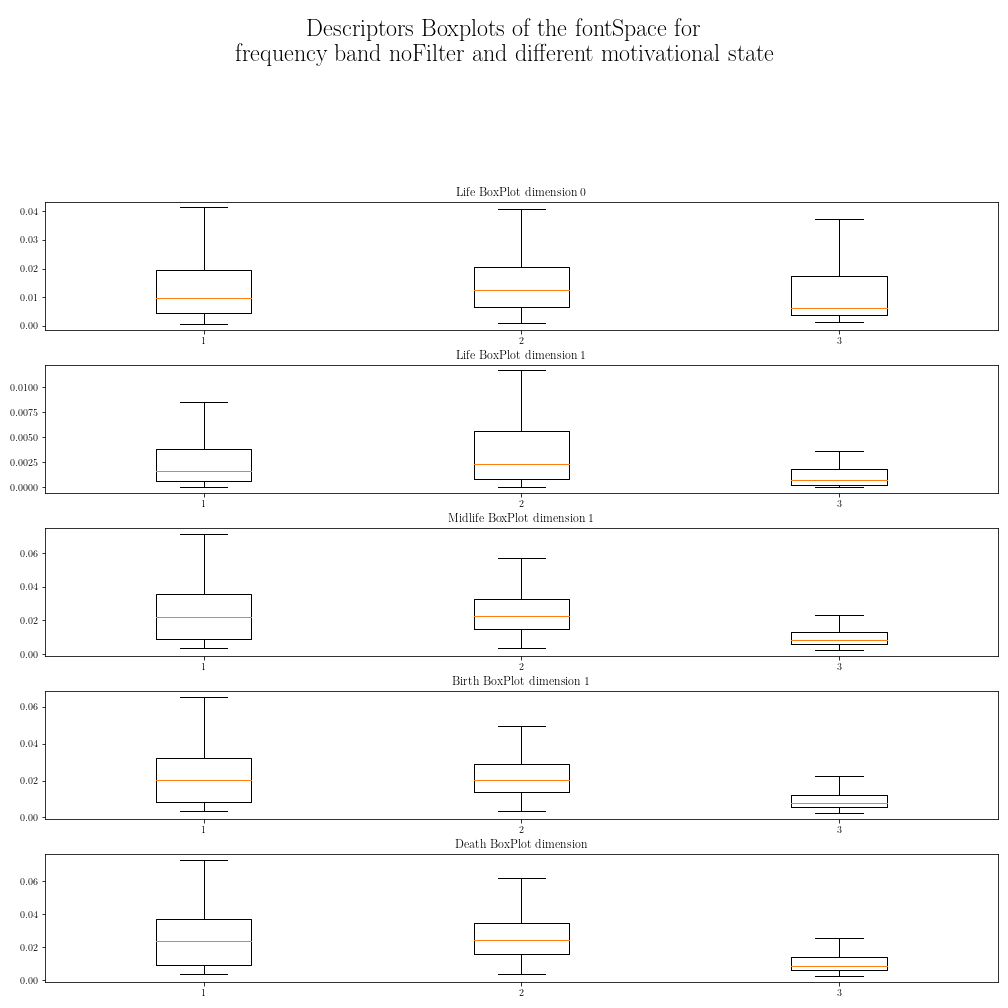 Descriptors Boxplots of the fontSpace for
frequency band noFilter and different motivational state
Life BoxPlot dimension 0
0.04
0.03
0.02
0.01
0.00
1 2 3
Life BoxPlot dimension 1
0.0100
0.0075
0.0050
0.0025
0.0000
1 2 3
Midlife BoxPlot dimension 1
0.06
0.04
0.02
0.00
1 2 3
Birth BoxPlot dimension 1
0.06
0.04
0.02
0.00
1 2 3
Death BoxPlot dimension
0.06
0.04
0.02
0.00
1 2 3